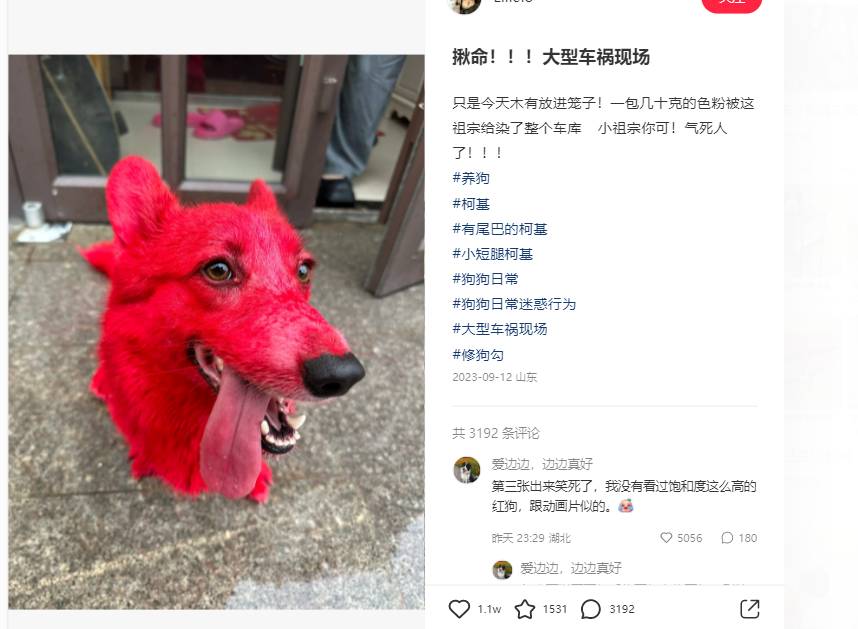 揪命！！！大型车祸现场
只是今天木有放进笼子！一包几十克的色粉被这
祖宗给染了整个车库 小祖宗你可！气死人
了！！！
#养狗
#柯基
#有尾巴的柯基
#小短腿柯基
#狗狗日常
#狗狗日常迷惑行为
#大型车祸现场
#修狗勾
2023-09-12 山东
共 3192 条评论
爱边边，边边真好
第三张出来笑死了，我没有看过饱和度这么高的
红狗，跟动画片似的。
昨天 23:29 湖北
5056
180
爱边边，边边真好
1.1w
1531
3192